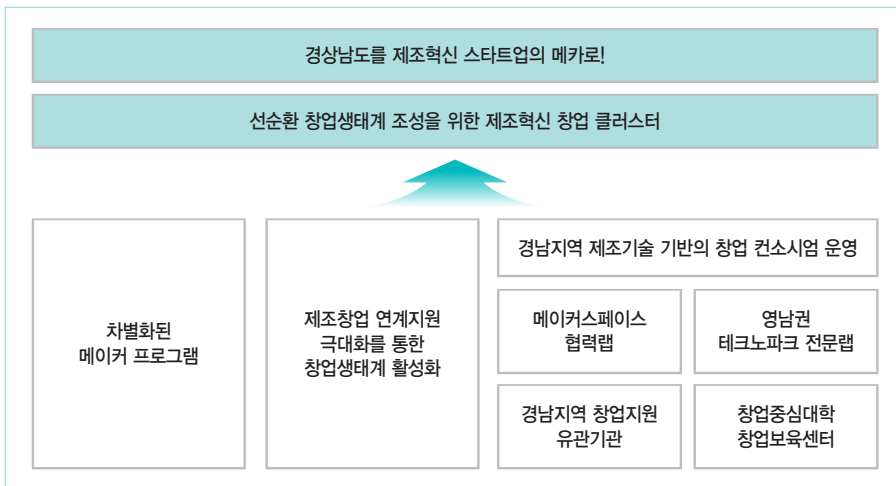 경상남도를 제조혁신 스타트업의 메카로!
선순환 창업생태계 조성을 위한 제조혁신 창업 클러스터
차별화된
메이커 프로그램
제조창업 연계지원
극대화를 통한
창업생태계 활성화
경남지역 제조기술 기반의 창업 컨소시엄 운영
메이커스페이스
협력랩
영남권
테크노파크 전문랩
경남지역 창업지원
유관기관
창업중심대학
창업보육센터